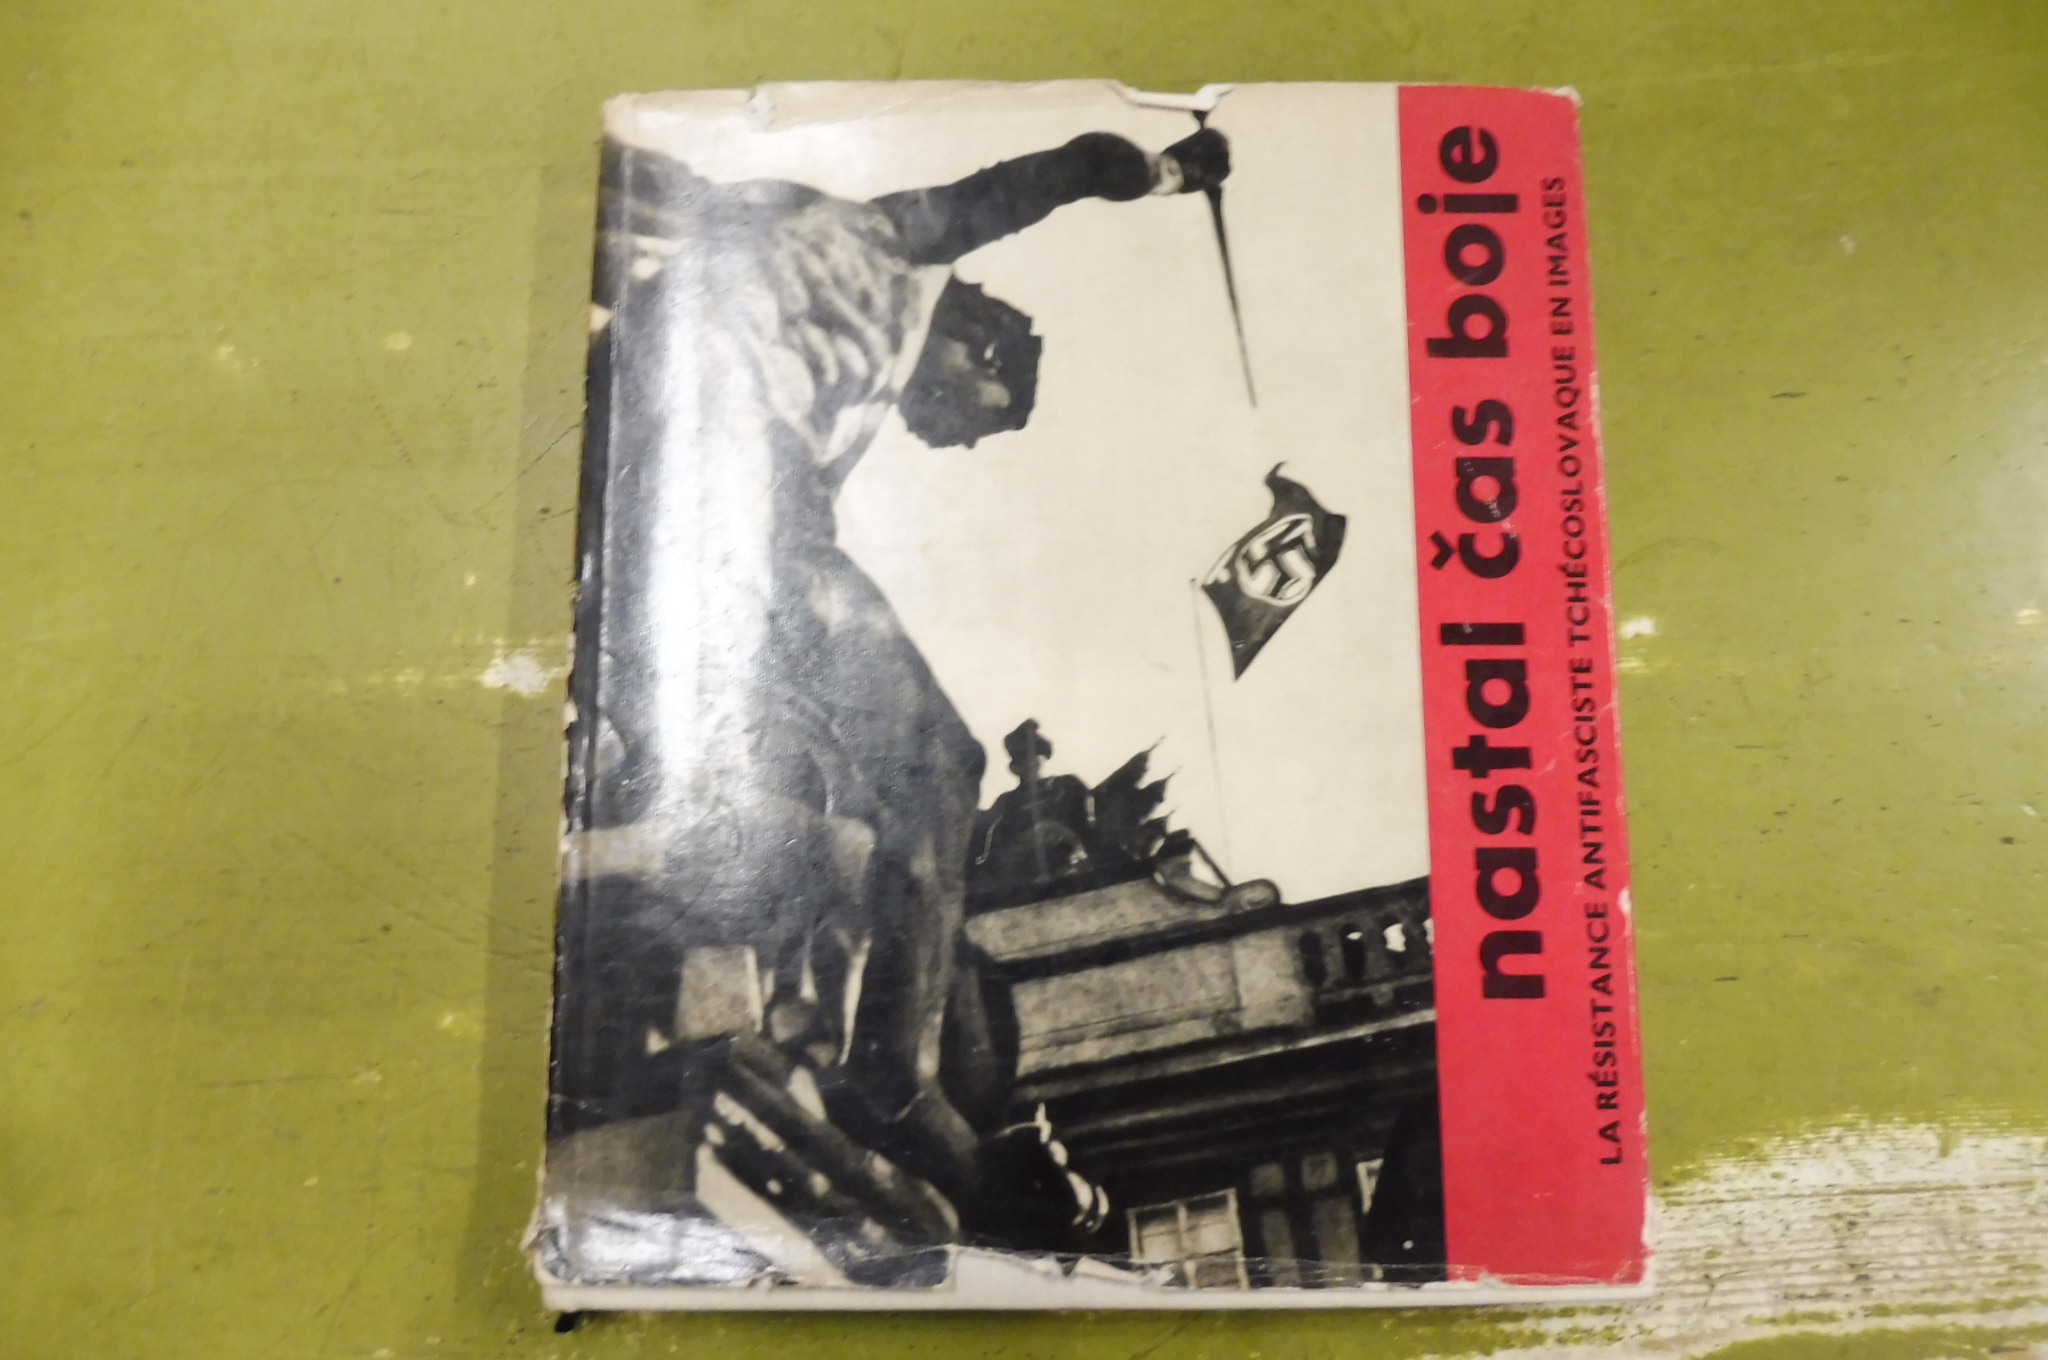 nastal čas boje
LA RÉSISTANCE ANTIFASCISTE TCHÉCOSLOVAQUE EN IMAGES